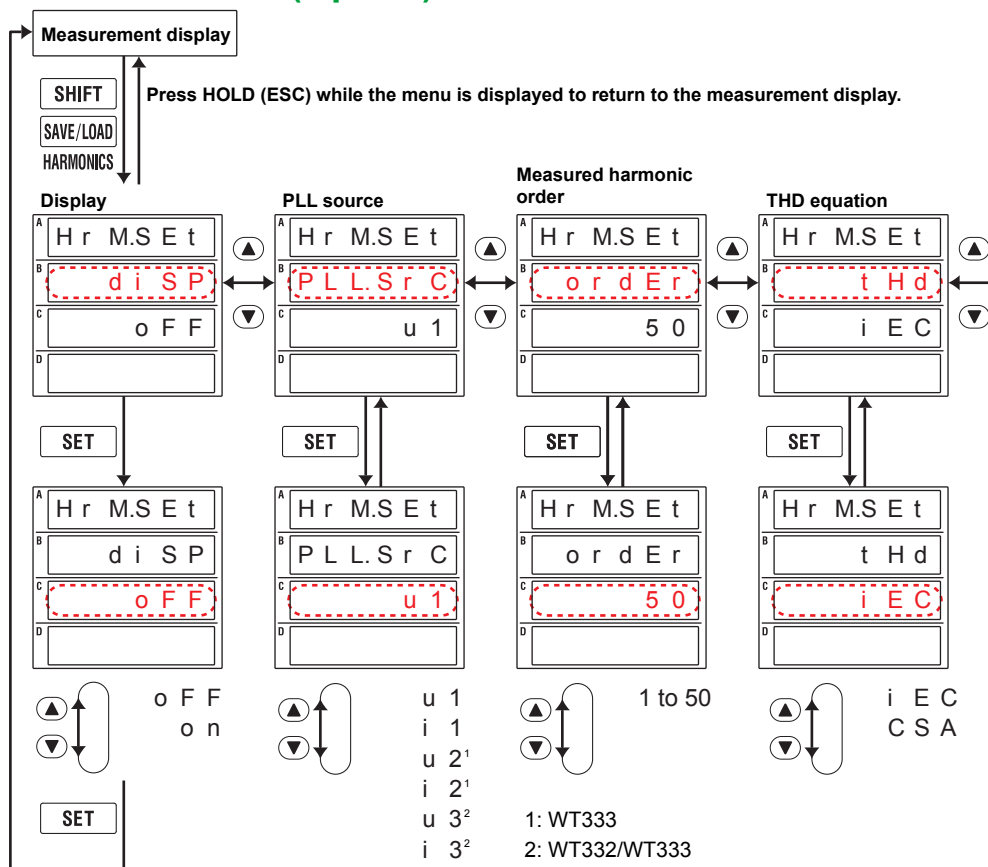 Measurement display
SHIFT
Press HOLD (ESC) while the menu is displayed to return to the measurement display.
SAVE/LOAD
HARMONICS
Display
PLL source
Measured harmonic
order
THD equation
A Hr M.SEt
B diSP
C oFF
D
A Hr M.SEt
B PLL.SrC
C u1
D
A Hr M.SEt
B ordEr
C 50
D
A Hr M.SEt
B tHd
C iEC
D
SET
SET
SET
SET
A Hr M.SEt
B diSP
C oFF
D
A Hr M.SEt
B PLL.SrC
C u1
D
A Hr M.SEt
B ordEr
C 50
D
A Hr M.SEt
B tHd
C iEC
D
oFF
on
SET
u1
i1
u2¹
i2¹
u3²
i3²
1 to 50
iEC
CSA
1: WT333
2: WT332/WT333